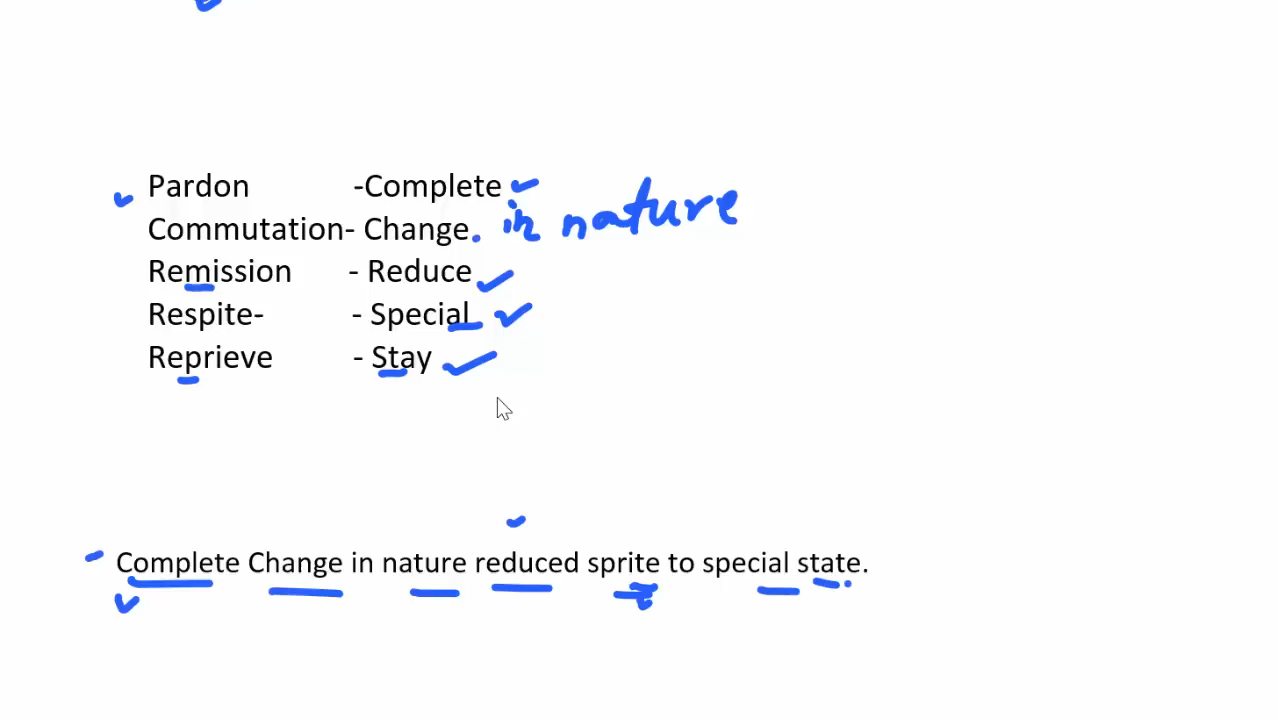 Pardon -Complete
Commutation- Change. in nature
Remission - Reduce
Respite- - Special
Reprieve - Stay
Complete Change in nature reduced sprite to special state.